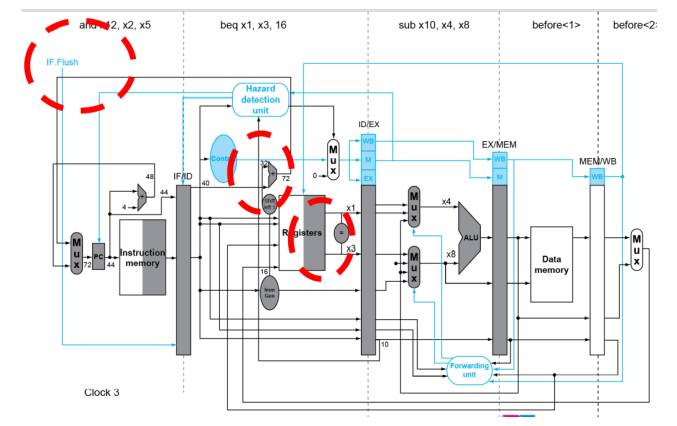 and x12, x2, x5
beq x1, x3, 16
sub x10, x4, x8
before<1>
before<2>
IF.Flush
Hazard
detection
unit
ID/EX
WB
M
EX
EX/MEM
WB
M
MEM/WB
WB
IF/ID
Control
Mux
0
48
44
40
72
4
Mux
PC
72
44
Instruction
memory
Registers
=
x1
x3
16
Imm
Gen
Mux
Mux
x4
x8
ALU
Data
memory
Mux
10
Forwarding
unit
Clock 3